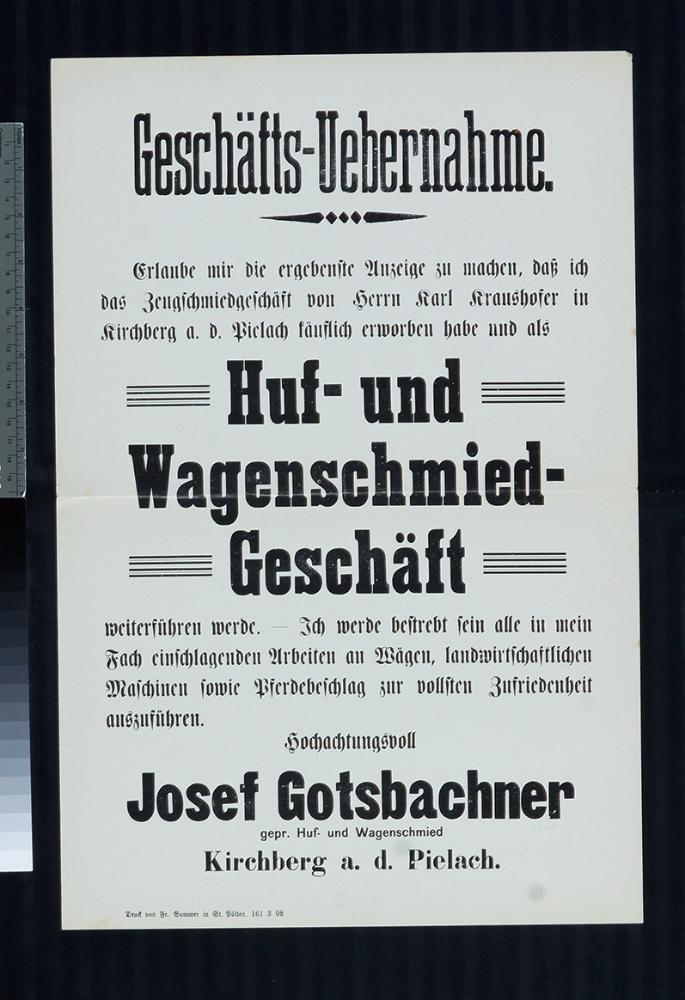 Geschäfts-Uebernahme.
Erlaube mir die ergebenste Anzeige zu machen, daß ich
das Zeugschmiedgeschäft von Herrn Karl Kraushofer in
Kirchberg a. d. Pielach käuflich erworben habe und als
Huf- und
Wagenschmied-
Geschäft
weiterführen werde. — Ich werde bestrebt sein alle in mein
Fach einschlagenden Arbeiten an Wägen, landwirtschaftlichen
Maschinen sowie Pferdebeschlag zur vollsten Zufriedenheit
auszuführen.
Hochachtungsvoll
Josef Gotsbachner
gepr. Huf- und Wagenschmied
Kirchberg a. d. Pielach.
Druck von Fr. Sommer in St. Pölten, 161 3 08